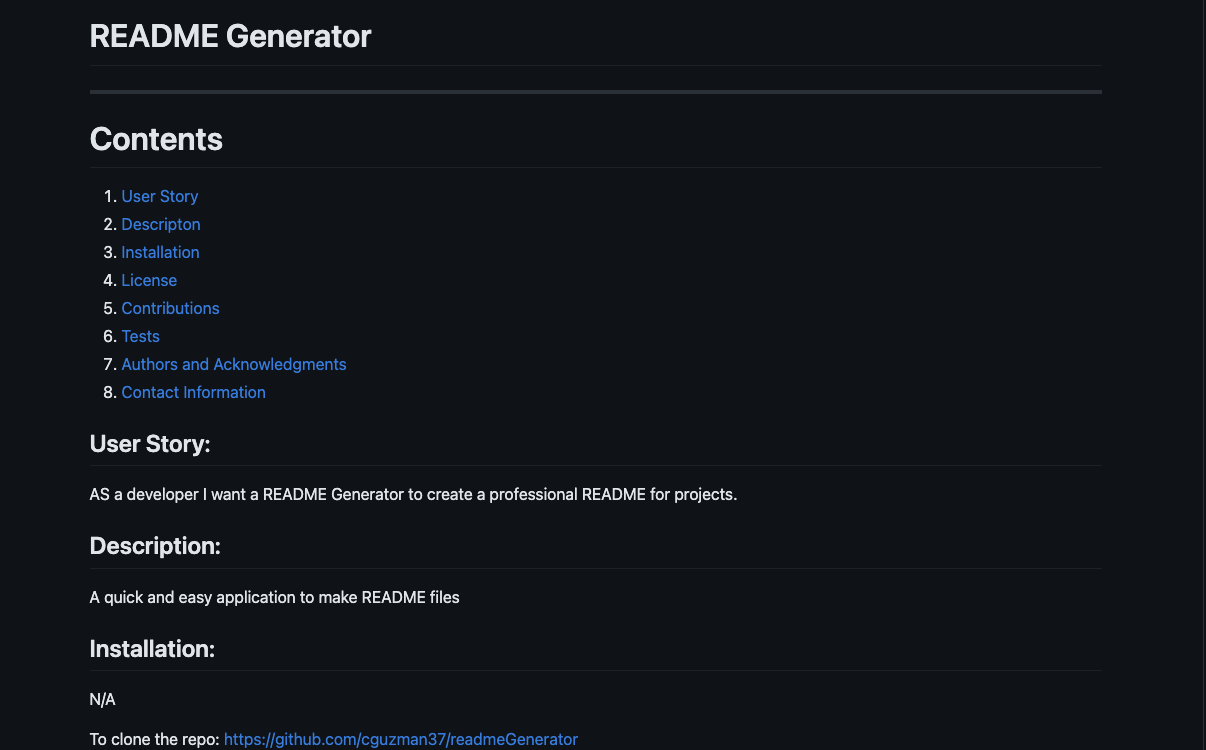 README Generator
Contents
1. User Story
2. Descripton
3. Installation
4. License
5. Contributions
6. Tests
7. Authors and Acknowledgments
8. Contact Information
User Story:
AS a developer I want a README Generator to create a professional README for projects.
Description:
A quick and easy application to make README files
Installation:
N/A
To clone the repo: https://github.com/cguzman37/readmeGenerator